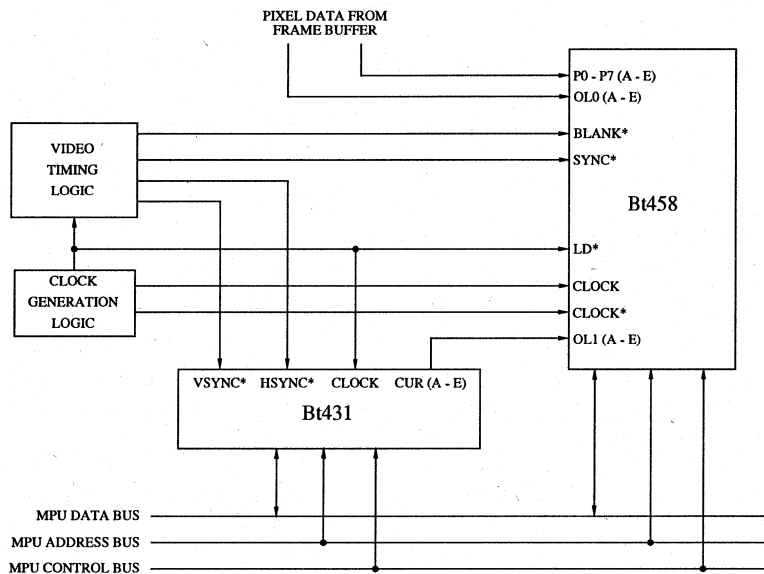 PIXEL DATA FROM
FRAME BUFFER
P0 - P7 (A - E)
OL0 (A - E)
BLANK*
SYNC*
Bt458
LD*
CLOCK
CLOCK*
OL1 (A - E)
VIDEO
TIMING
LOGIC
CLOCK
GENERATION
LOGIC
VSYNC* HSYNC* CLOCK CUR (A - E)
Bt431
MPU DATA BUS
MPU ADDRESS BUS
MPU CONTROL BUS